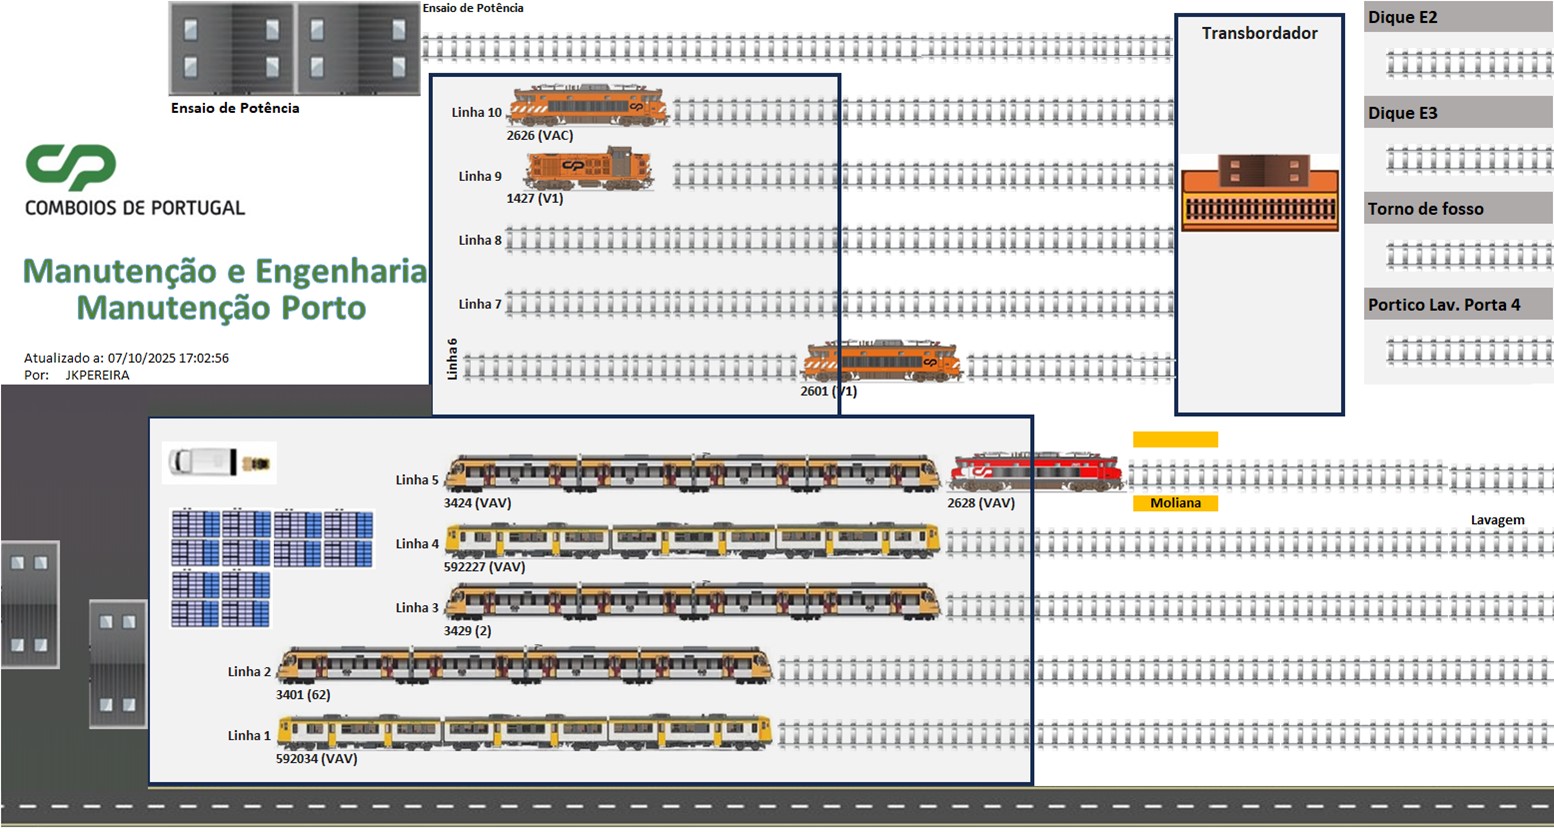 Ensaio de Potência
Ensaio de Potência
Transbordador
Dique E2
Dique E3
Torno de fosso
Portico Lav. Porta 4
CP
COMBOIOS DE PORTUGAL
Manutenção e Engenharia
Manutenção Porto
Atualizado a: 07/10/2025 17:02:56
Por: JKPEREIRA
Linha 10
2626 (VAC)
Linha 9
1427 (V1)
Linha 8
Linha 7
Linha 6
2601 (V1)
Linha 5
3424 (VAV)
2628 (VAV)
Moliana
Lavagem
Linha 4
592227 (VAV)
Linha 3
3429 (2)
Linha 2
3401 (62)
Linha 1
592034 (VAV)